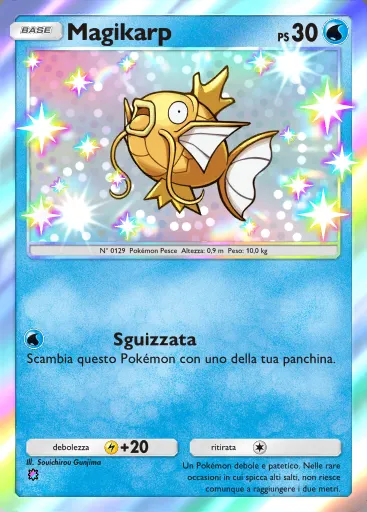 BASE Magikarp PS 30
N° 0129 Pokémon Pesce Altezza: 0,9 m Peso: 10,0 kg
Sguizzata
Scambia questo Pokémon con uno della tua panchina.
debolezza +20 ritirata
Ill. Souichirou Gunjima
Un Pokémon debole e patetico. Nelle rare
occasioni in cui spicca alti salti, non riesce
comunque a raggiungere i due metri.